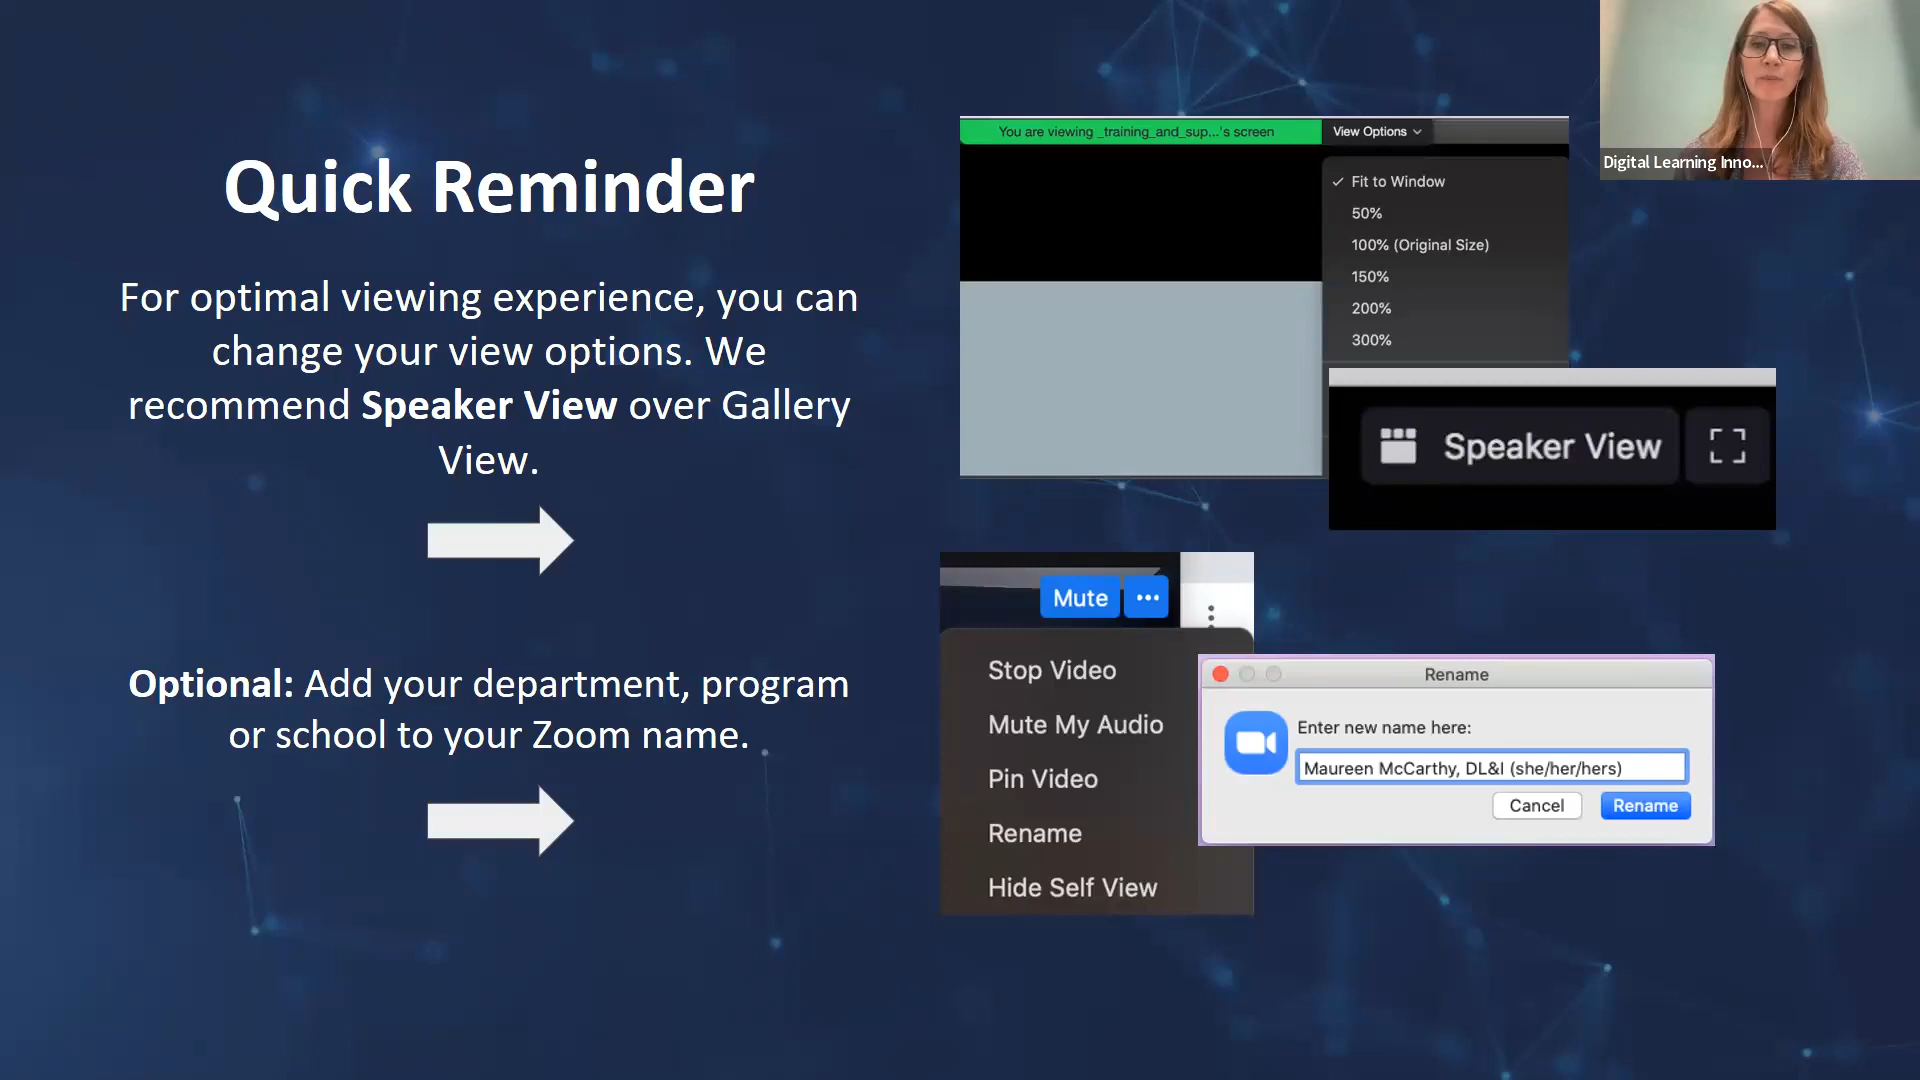 Quick Reminder
For optimal viewing experience, you can
change your view options. We
recommend Speaker View over Gallery
View.
Optional: Add your department, program
or school to your Zoom name.
You are viewing _training_and_sup...'s screen
View Options
Fit to Window
50%
100% (Original Size)
150%
200%
300%
Speaker View
Mute
Stop Video
Mute My Audio
Pin Video
Rename
Hide Self View
Rename
Enter new name here:
Maureen McCarthy, DL&I (she/her/hers)
Cancel
Rename
Digital Learning Inno...